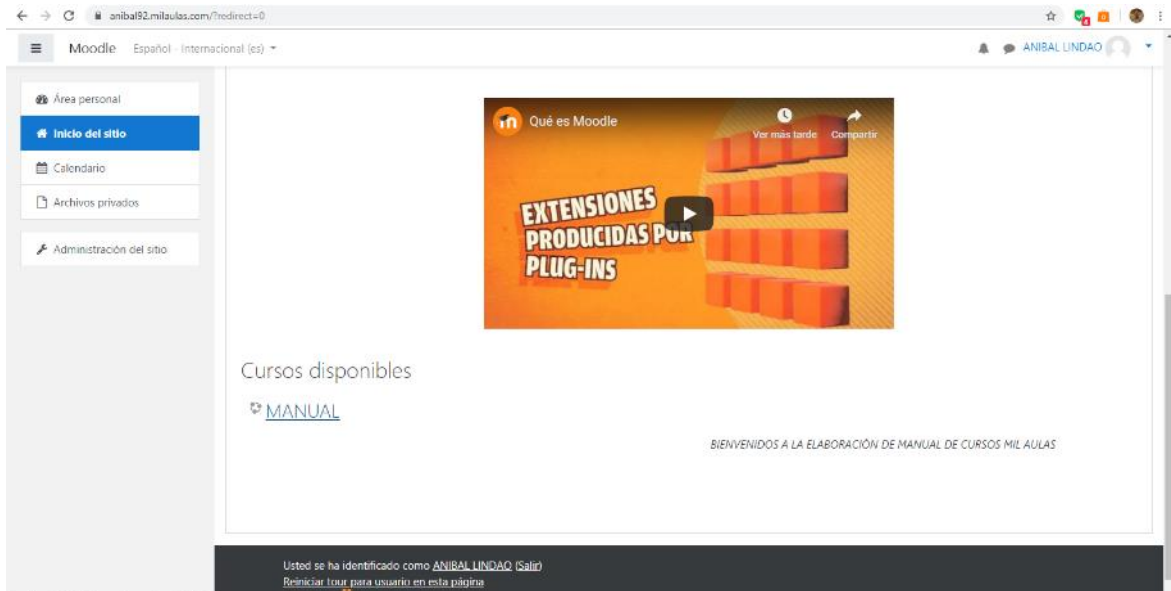 anibal92.milaulas.com/?redirect=0
Moodle Español - Internacional (es)
ANIBAL LINDAO
Área personal
Inicio del sitio
Calendario
Archivos privados
Administración del sitio
m Qué es Moodle
Ver más tarde Compartir
EXTENSIONES
PRODUCIDAS POR
PLUG-INS
Cursos disponibles
MANUAL
BIENVENIDOS A LA ELABORACIÓN DE MANUAL DE CURSOS MIL AULAS
Usted se ha identificado como ANIBAL LINDAO (Salir)
Reiniciar tour para usuario en esta página